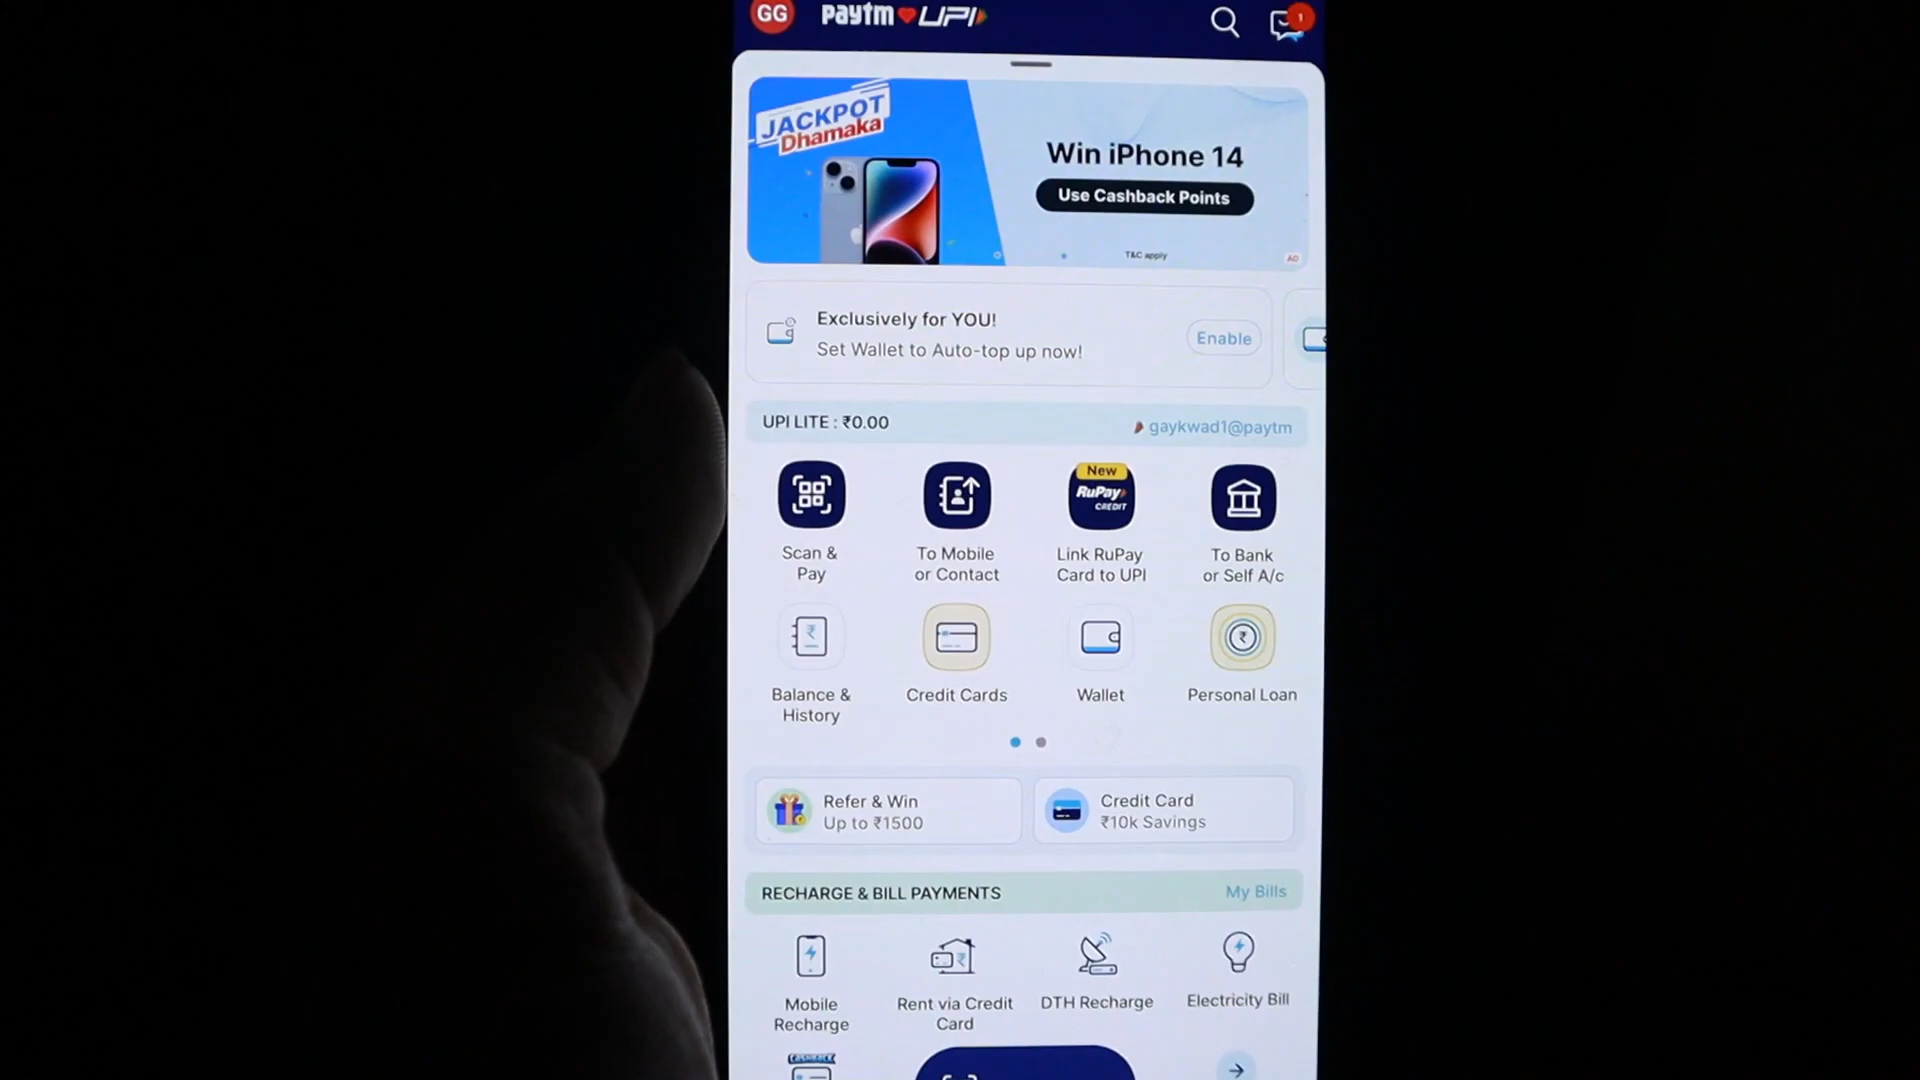 GG
paytm UPI
1
JACKPOT
Dhamaka
Win iPhone 14
Use Cashback Points
T&C apply
AD
Exclusively for YOU!
Set Wallet to Auto-top up now!
Enable
UPI LITE : ₹0.00
gaykwad1@paytm
New
RuPay
CREDIT
Scan &
Pay
To Mobile
or Contact
Link RuPay
Card to UPI
To Bank
or Self A/c
Balance &
History
Credit Cards
Wallet
Personal Loan
Refer & Win
Up to ₹1500
Credit Card
₹10k Savings
RECHARGE & BILL PAYMENTS
My Bills
Mobile
Recharge
Rent via Credit
Card
DTH Recharge
Electricity Bill
CASHBACK